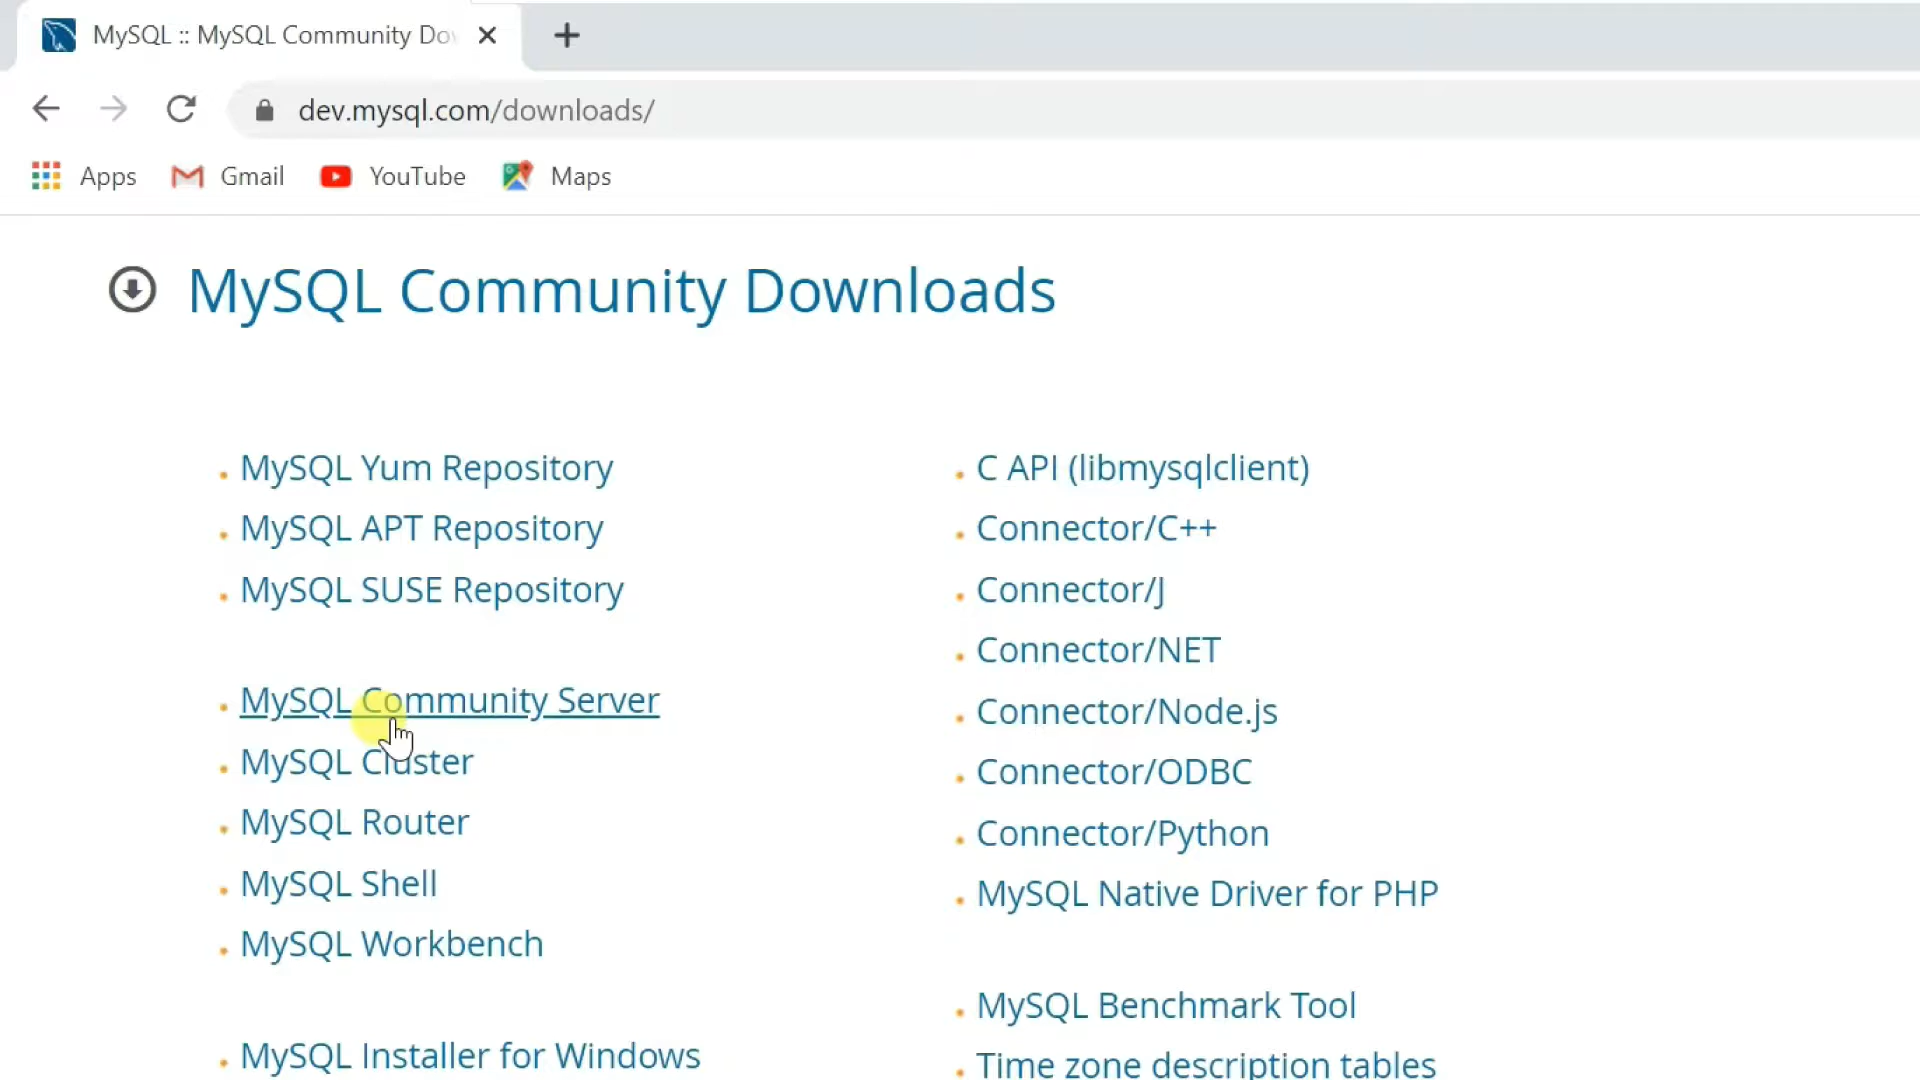 MySQL :: MySQL Community Do
dev.mysql.com/downloads/
Apps Gmail YouTube Maps
MySQL Community Downloads
MySQL Yum Repository
MySQL APT Repository
MySQL SUSE Repository
MySQL Community Server
MySQL Cluster
MySQL Router
MySQL Shell
MySQL Workbench
MySQL Installer for Windows
C API (libmysqlclient)
Connector/C++
Connector/J
Connector/NET
Connector/Node.js
Connector/ODBC
Connector/Python
MySQL Native Driver for PHP
MySQL Benchmark Tool
Time zone description tables